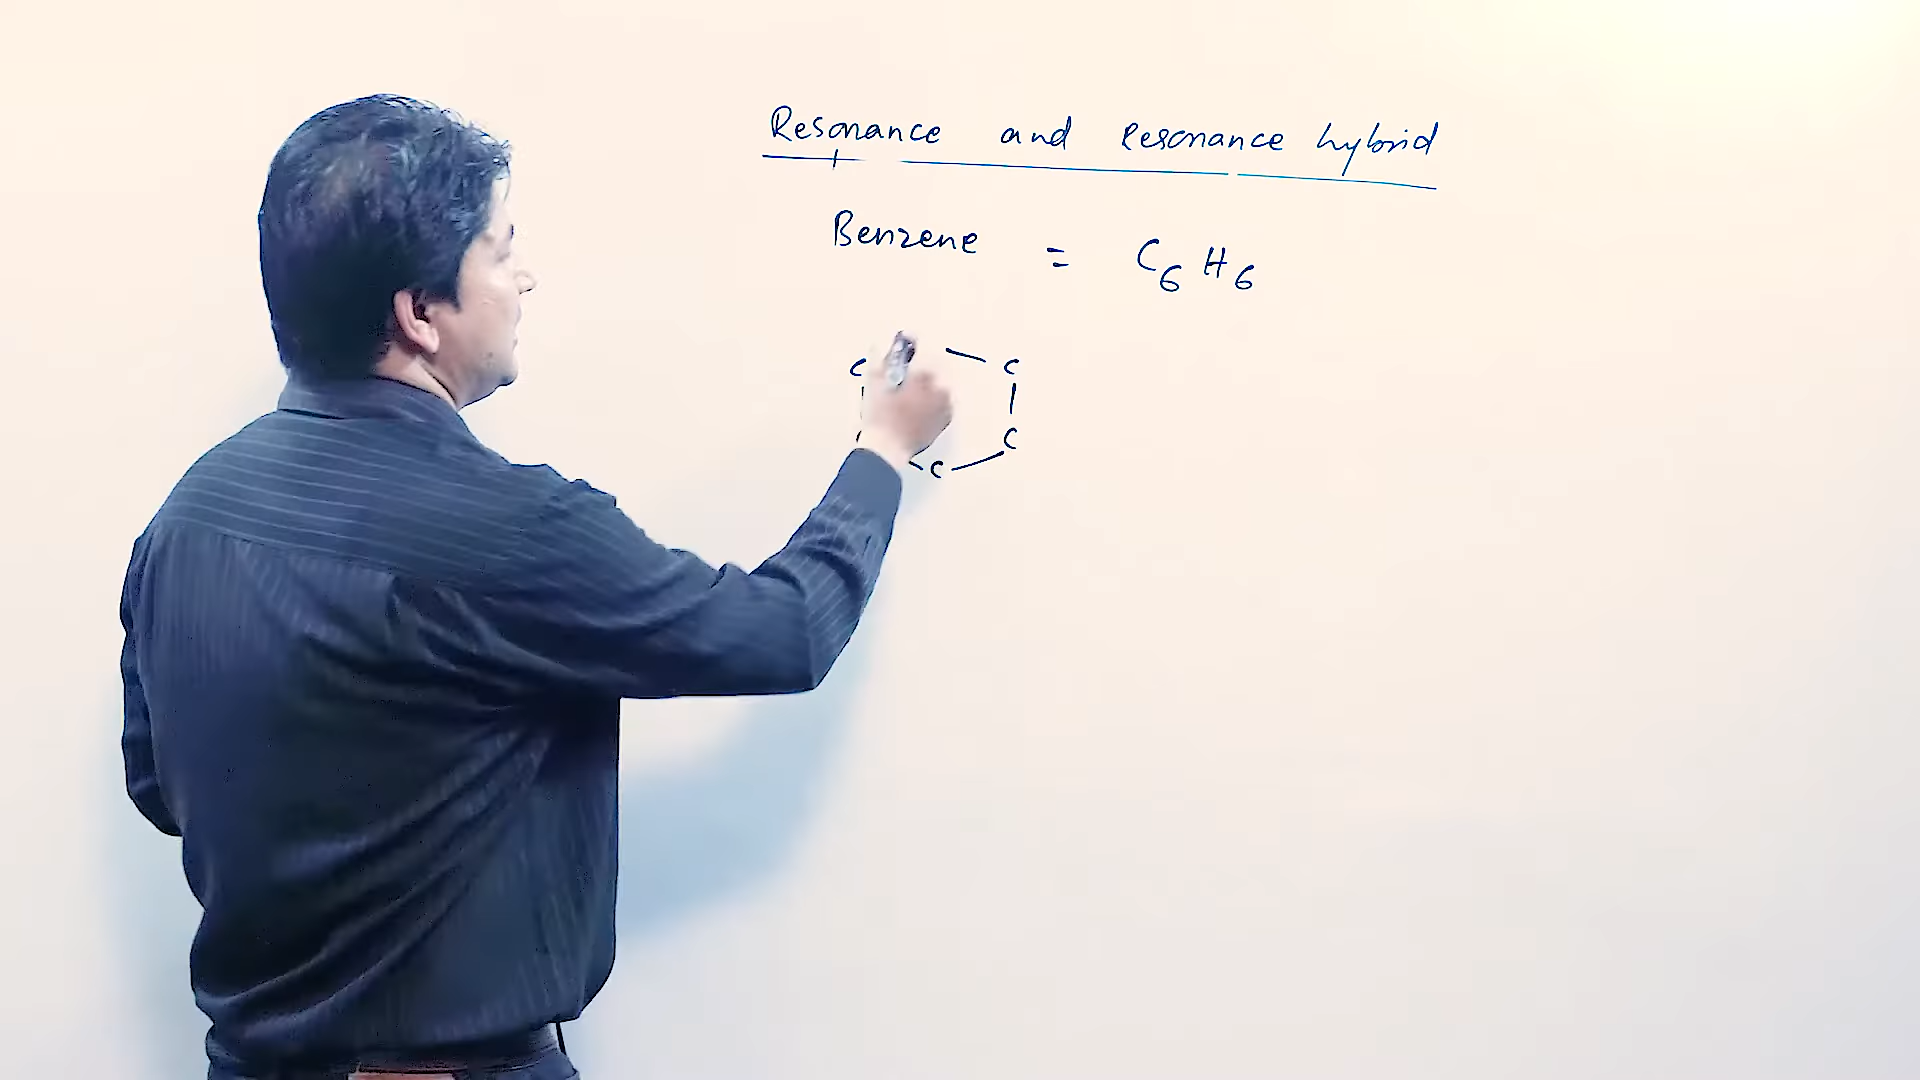 Resonance and resonance hybrid
Benzene = C6H6
C C
C
C